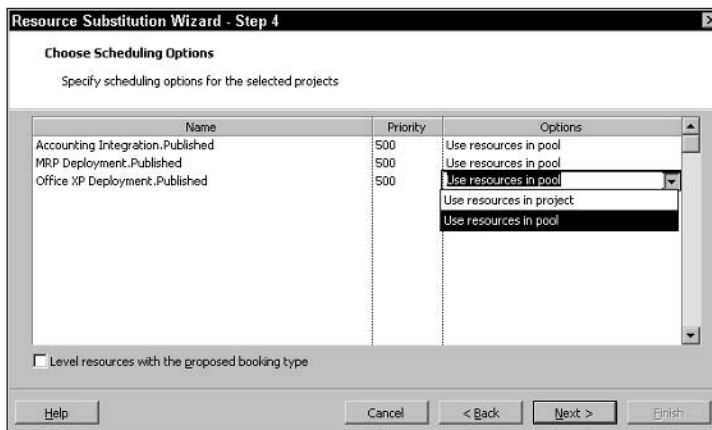 Resource Substitution Wizard - Step 4
Choose Scheduling Options
Specify scheduling options for the selected projects
Name Priority Options
Accounting Integration.Published 500 Use resources in pool
MRP Deployment.Published 500 Use resources in pool
Office XP Deployment.Published 500 Use resources in pool
Use resources in project
Use resources in pool
Level resources with the proposed booking type
Help Cancel < Back Next > Finish